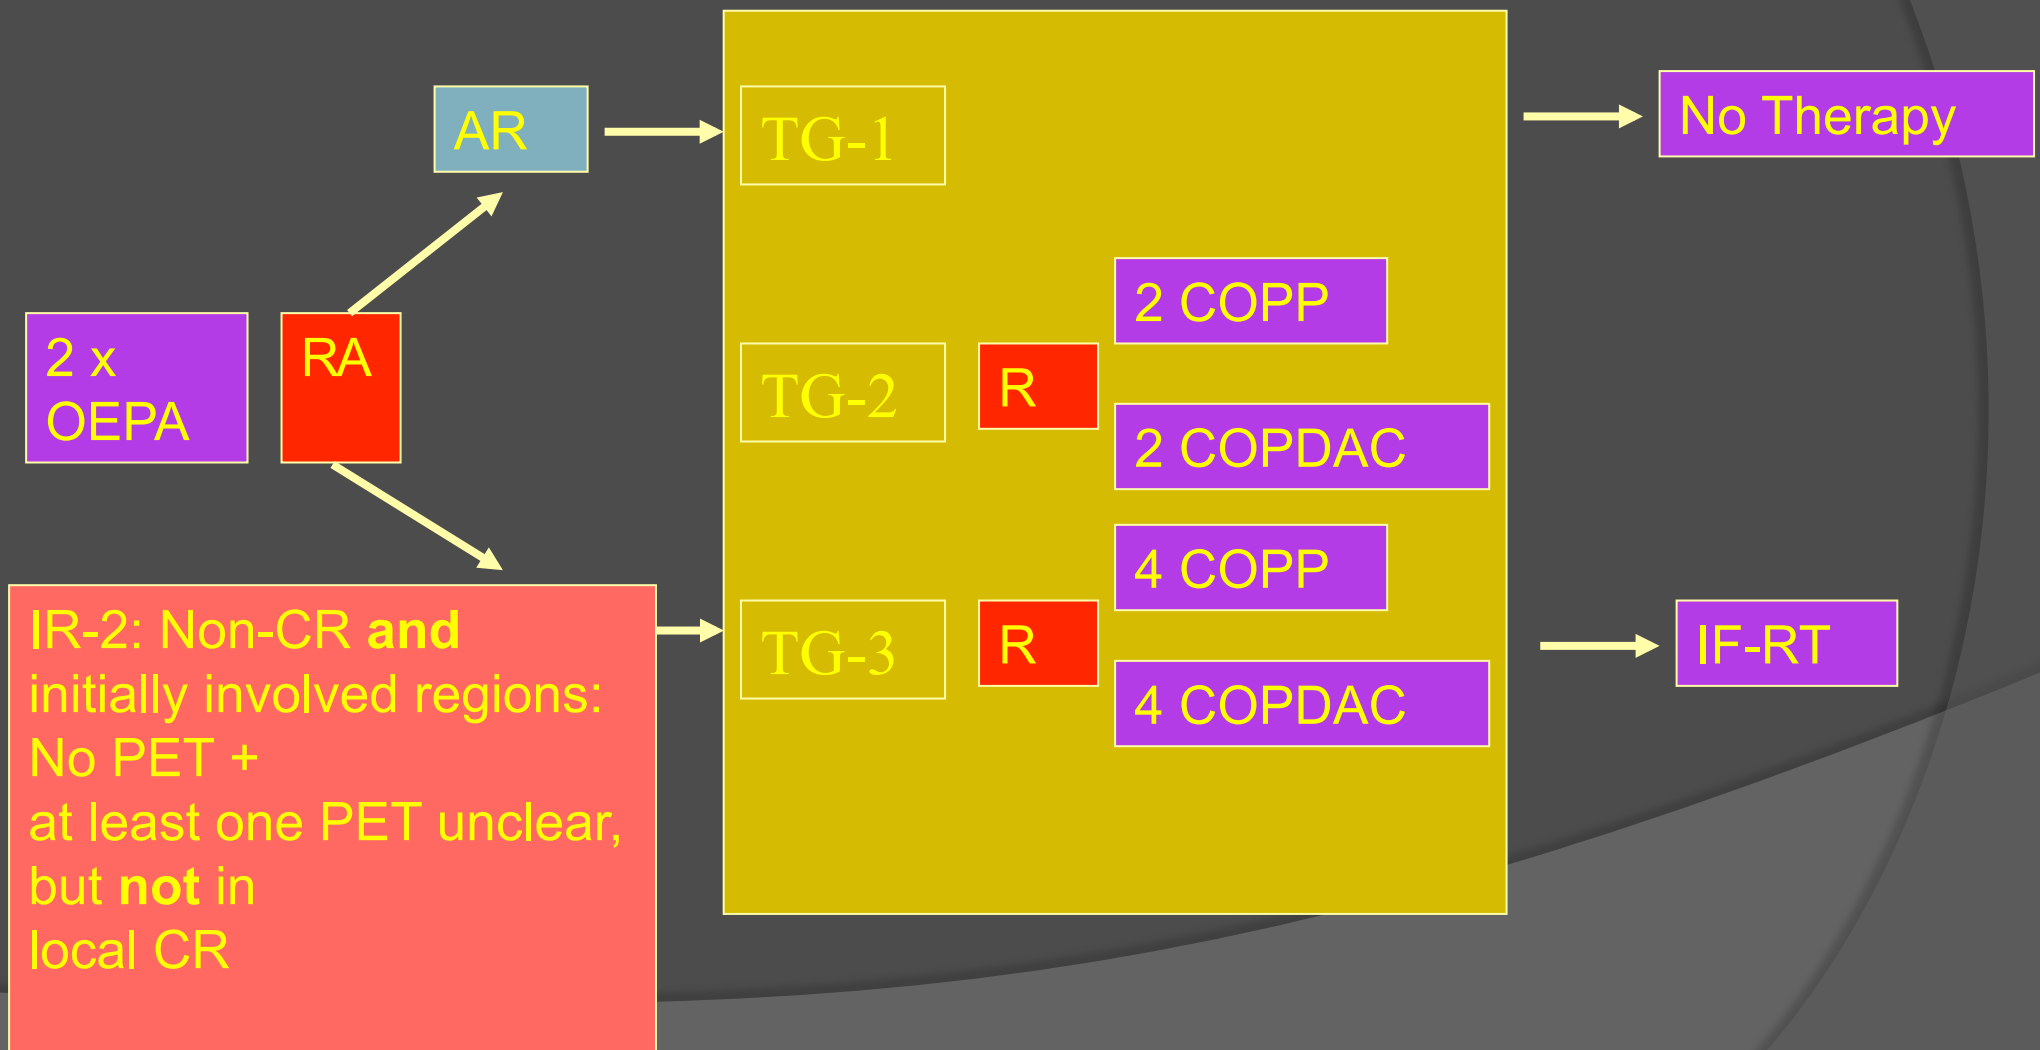 AR
TG-1
No Therapy
2 x
OEPA
RA
TG-2
R
2 COPP
2 COPDAC
IR-2: Non-CR and
initially involved regions:
No PET +
at least one PET unclear,
but not in
local CR
TG-3
R
4 COPP
4 COPDAC
IF-RT